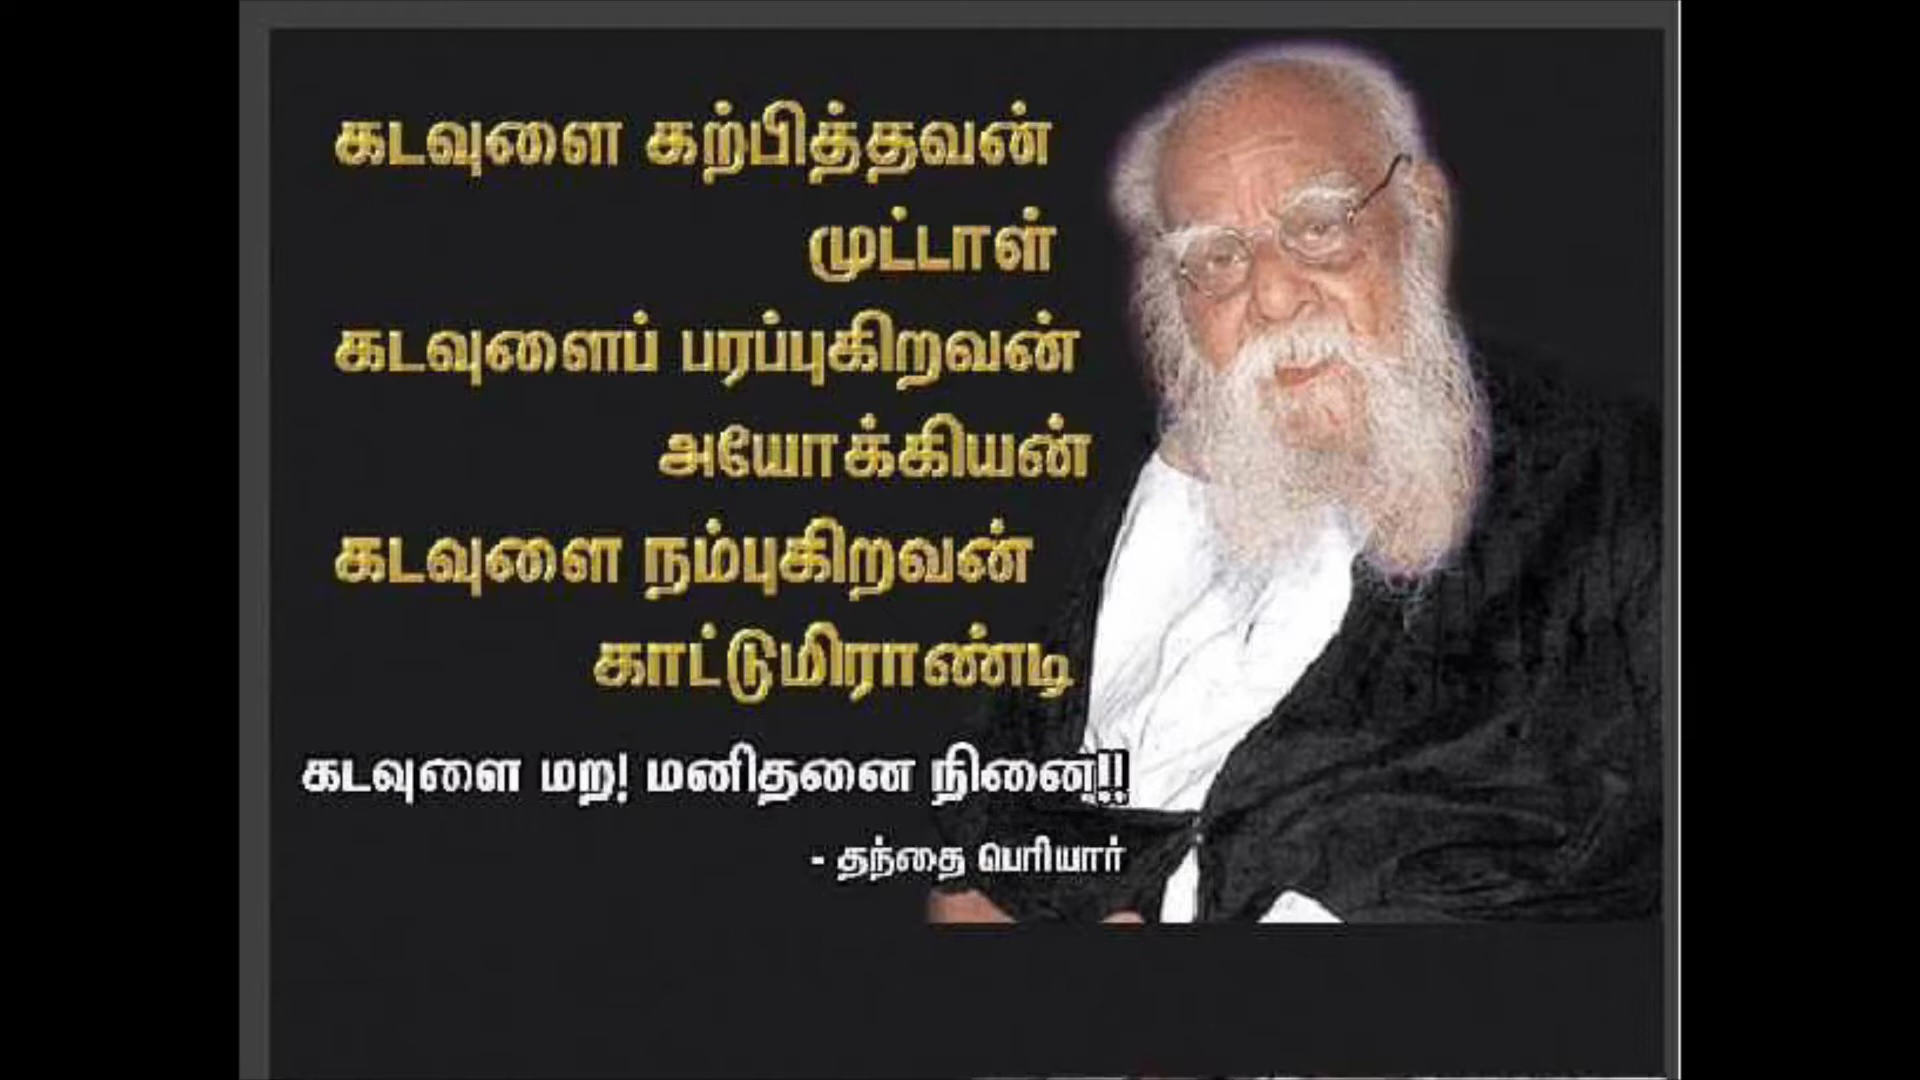 கடவுளை கற்பித்தவன்
முட்டாள்
கடவுளைப் பரப்புகிறவன்
அயோக்கியன்
கடவுளை நம்புகிறவன்
காட்டுமிராண்டி
கடவுளை மற! மனிதனை நினை!!
- தந்தை பெரியார்